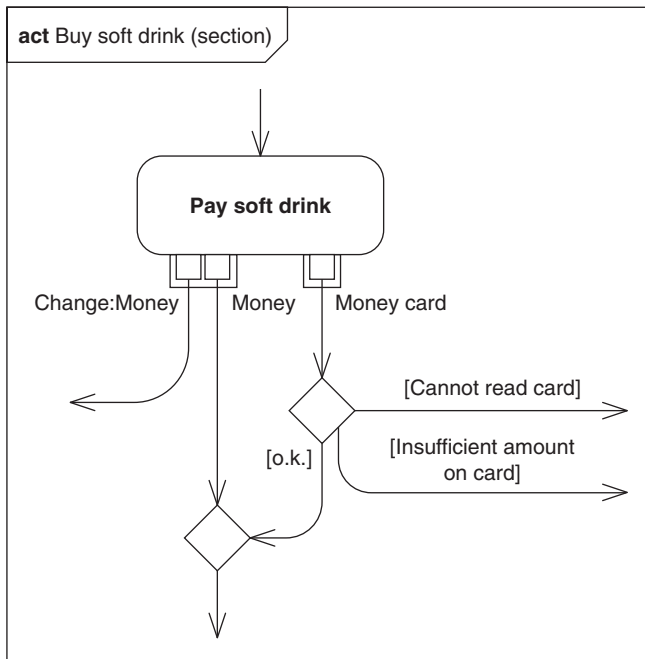 act Buy soft drink (section)
Pay soft drink
Change:Money
Money
Money card
[Cannot read card]
[o.k.]
[Insufficient amount
on card]